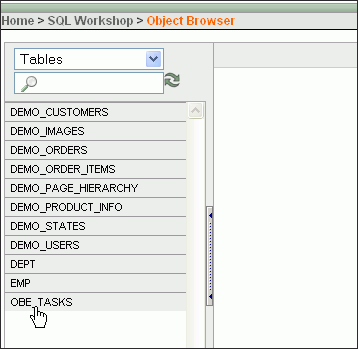 Home > SQL Workshop > Object Browser
Tables
DEMO_CUSTOMERS
DEMO_IMAGES
DEMO_ORDERS
DEMO_ORDER_ITEMS
DEMO_PAGE_HIERARCHY
DEMO_PRODUCT_INFO
DEMO_STATES
DEMO_USERS
DEPT
EMP
OBE_TASKS